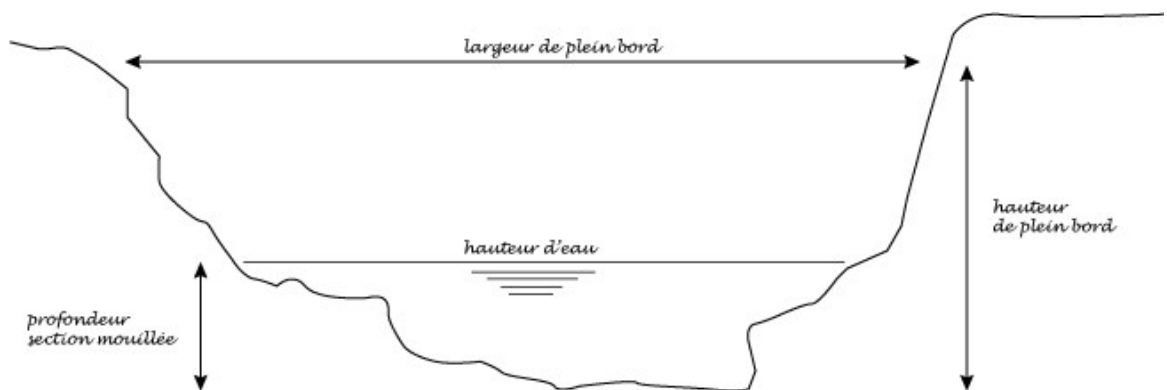 largeur de plein bord
hauteur
de plein bord
hauteur d'eau
profondeur
section mouillée